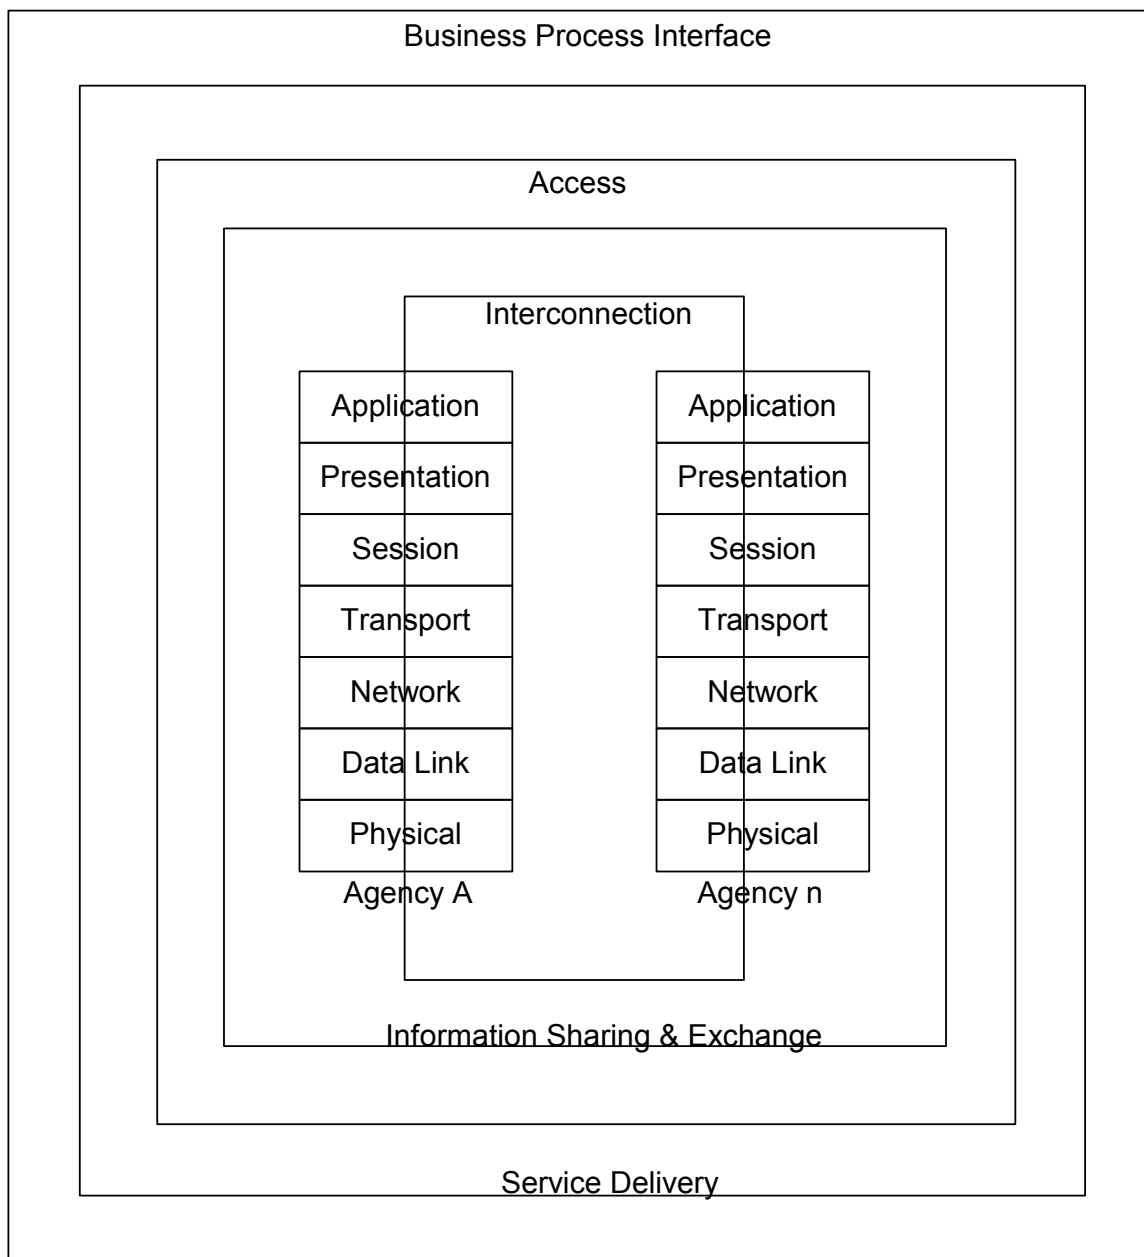 Business Process Interface
Access
Interconnection
Application
Presentation
Session
Transport
Network
Data Link
Physical
Agency A
Application
Presentation
Session
Transport
Network
Data Link
Physical
Agency n
Information Sharing & Exchange
Service Delivery